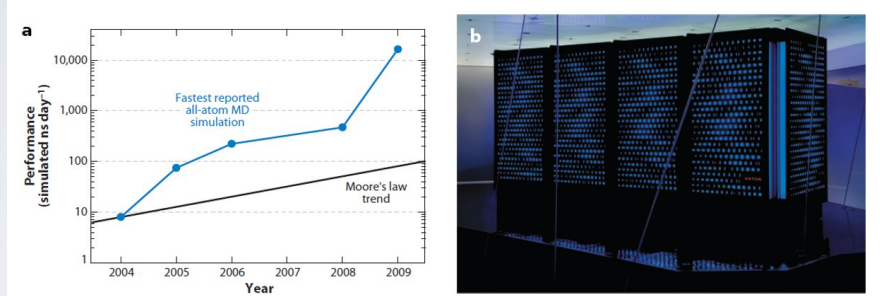 a
Performance
(simulated ns day⁻¹)
10,000
1,000
100
10
1
Fastest reported
all-atom MD
simulation
Moore's law
trend
2004 2005 2006 2007 2008 2009
Year
b
ANTON